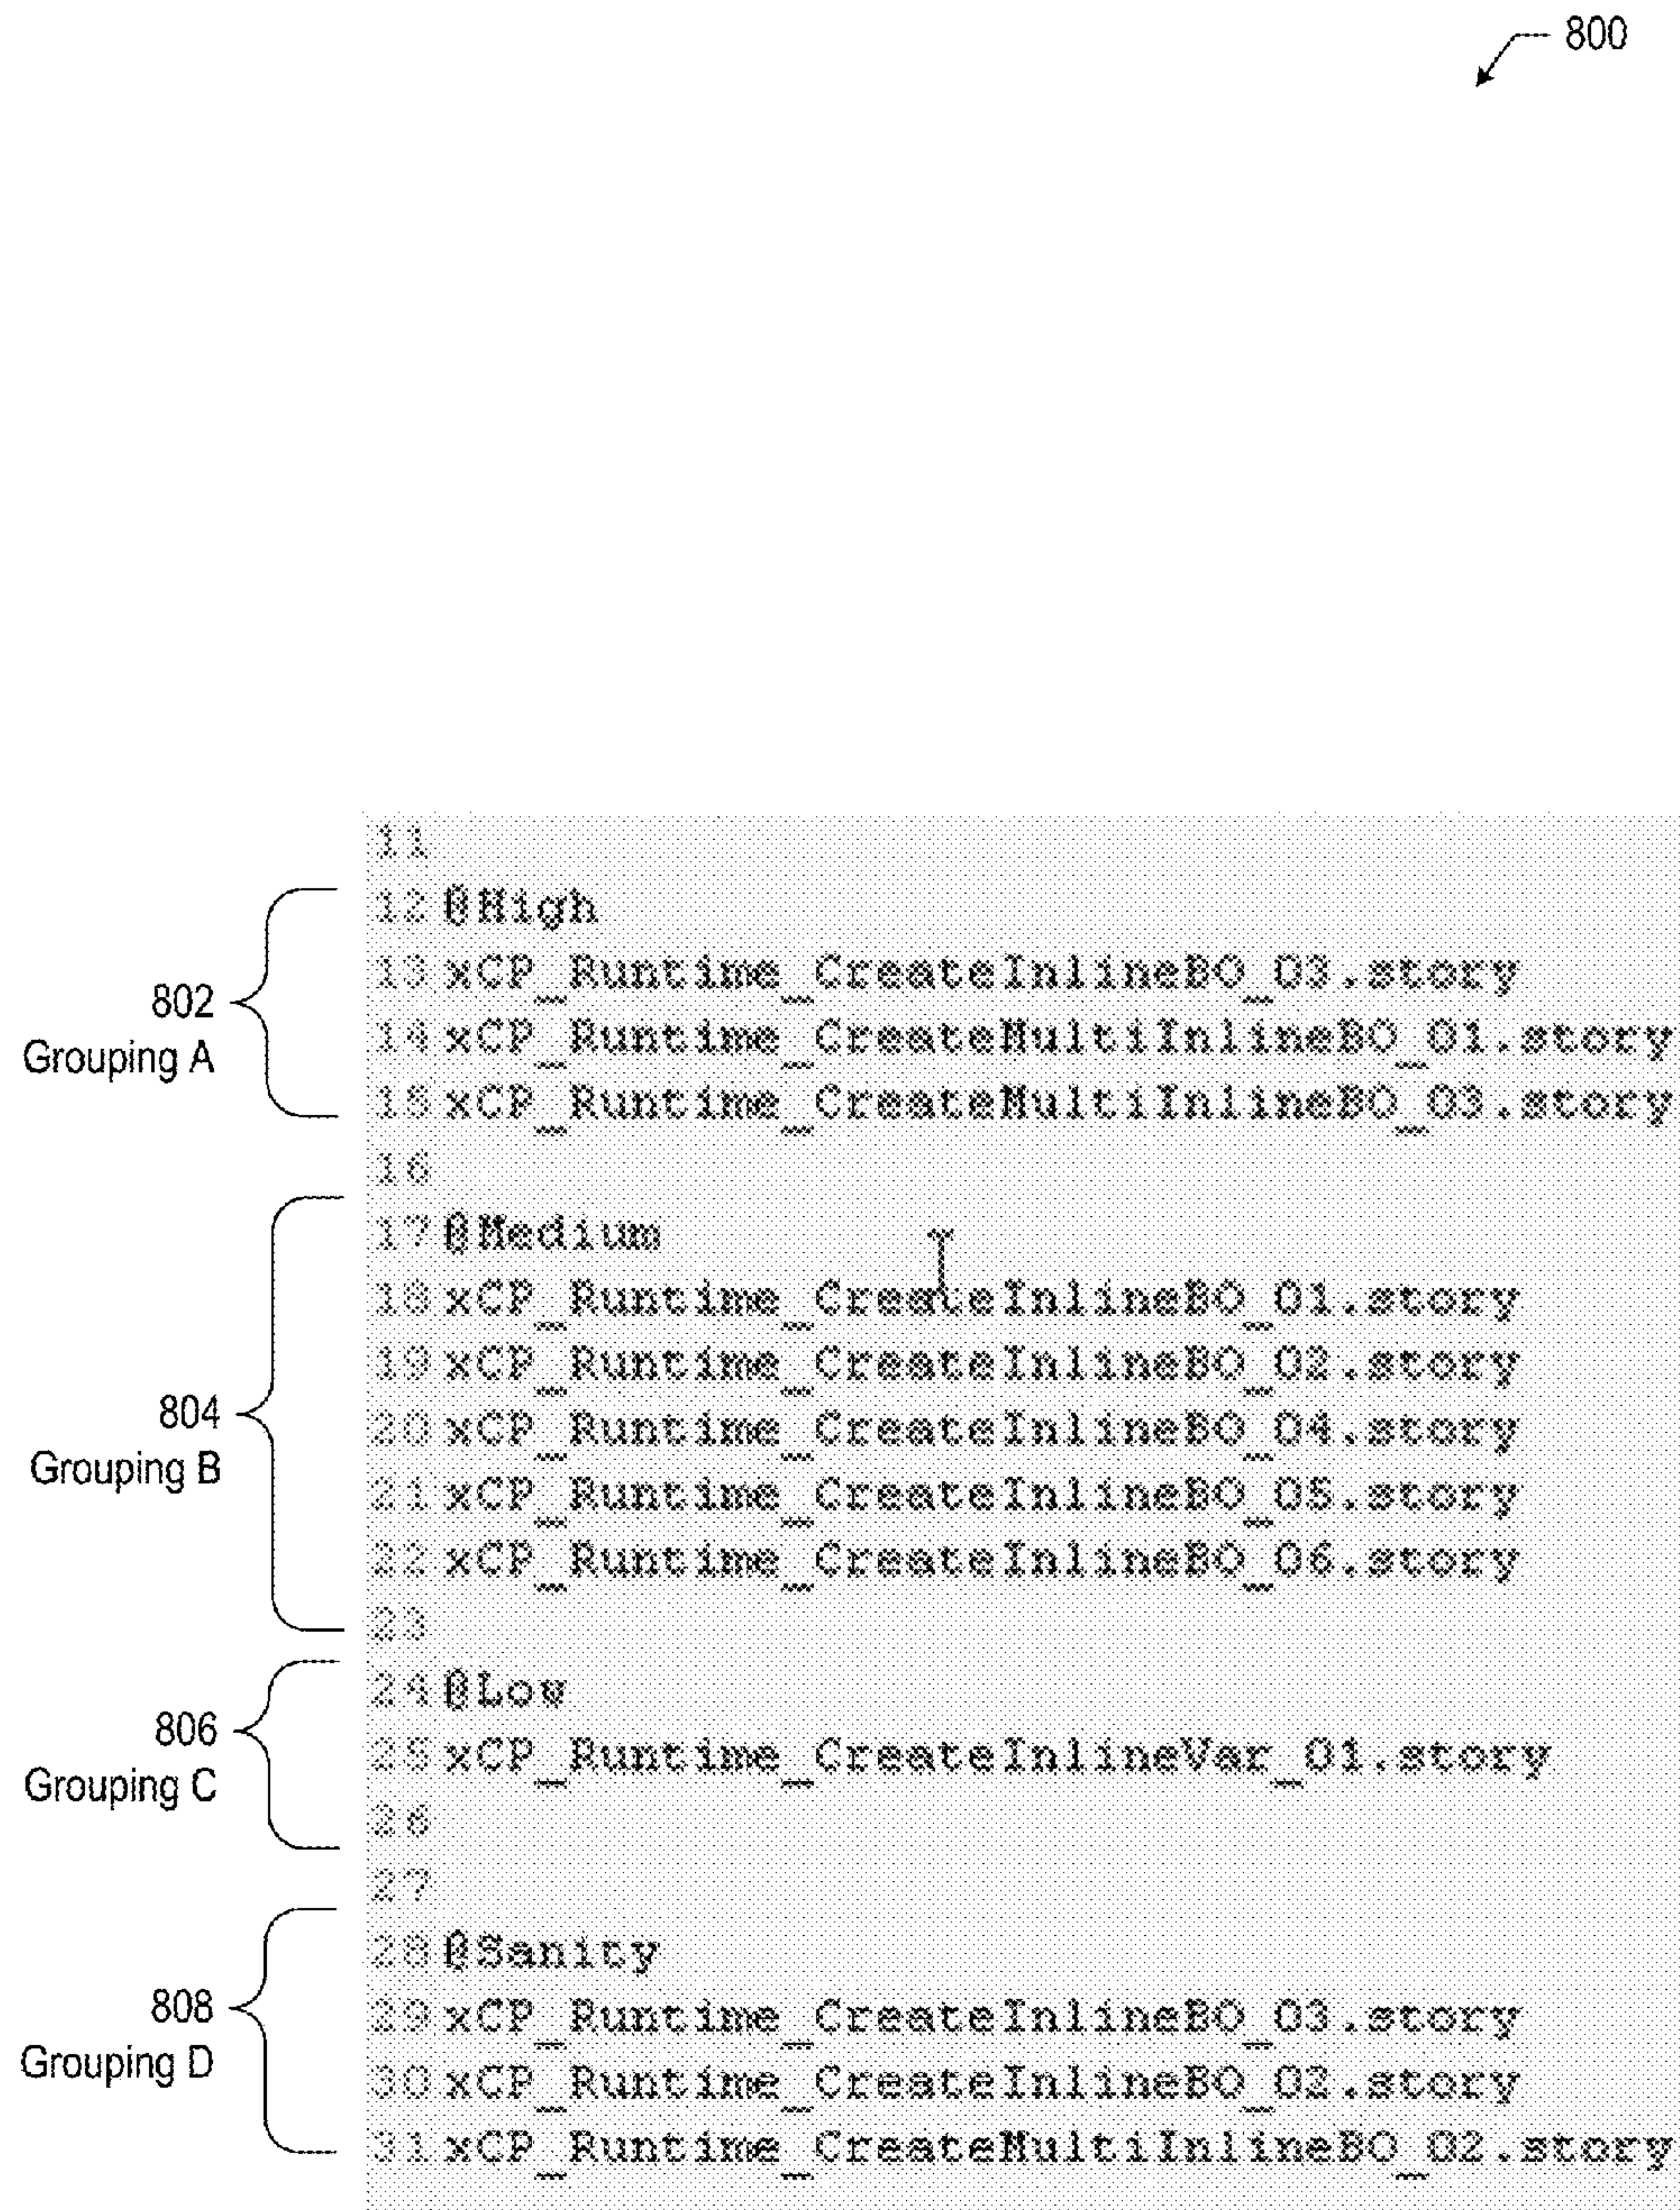 800
11
12 @High
13 xCP_Runtime_CreateInlineBO_03.story
14 xCP_Runtime_CreateMultiInlineBO_01.story
15 xCP_Runtime_CreateMultiInlineBO_03.story
802
Grouping A
16
17 @Medium
18 xCP_Runtime_CreateInlineBO_01.story
19 xCP_Runtime_CreateInlineBO_02.story
20 xCP_Runtime_CreateInlineBO_04.story
21 xCP_Runtime_CreateInlineBO_05.story
22 xCP_Runtime_CreateInlineBO_06.story
804
Grouping B
23
24 @Low
25 xCP_Runtime_CreateInlineVar_01.story
806
Grouping C
26
27
28 @Sanity
29 xCP_Runtime_CreateInlineBO_03.story
30 xCP_Runtime_CreateInlineBO_02.story
31 xCP_Runtime_CreateMultiInlineBO_02.story
808
Grouping D